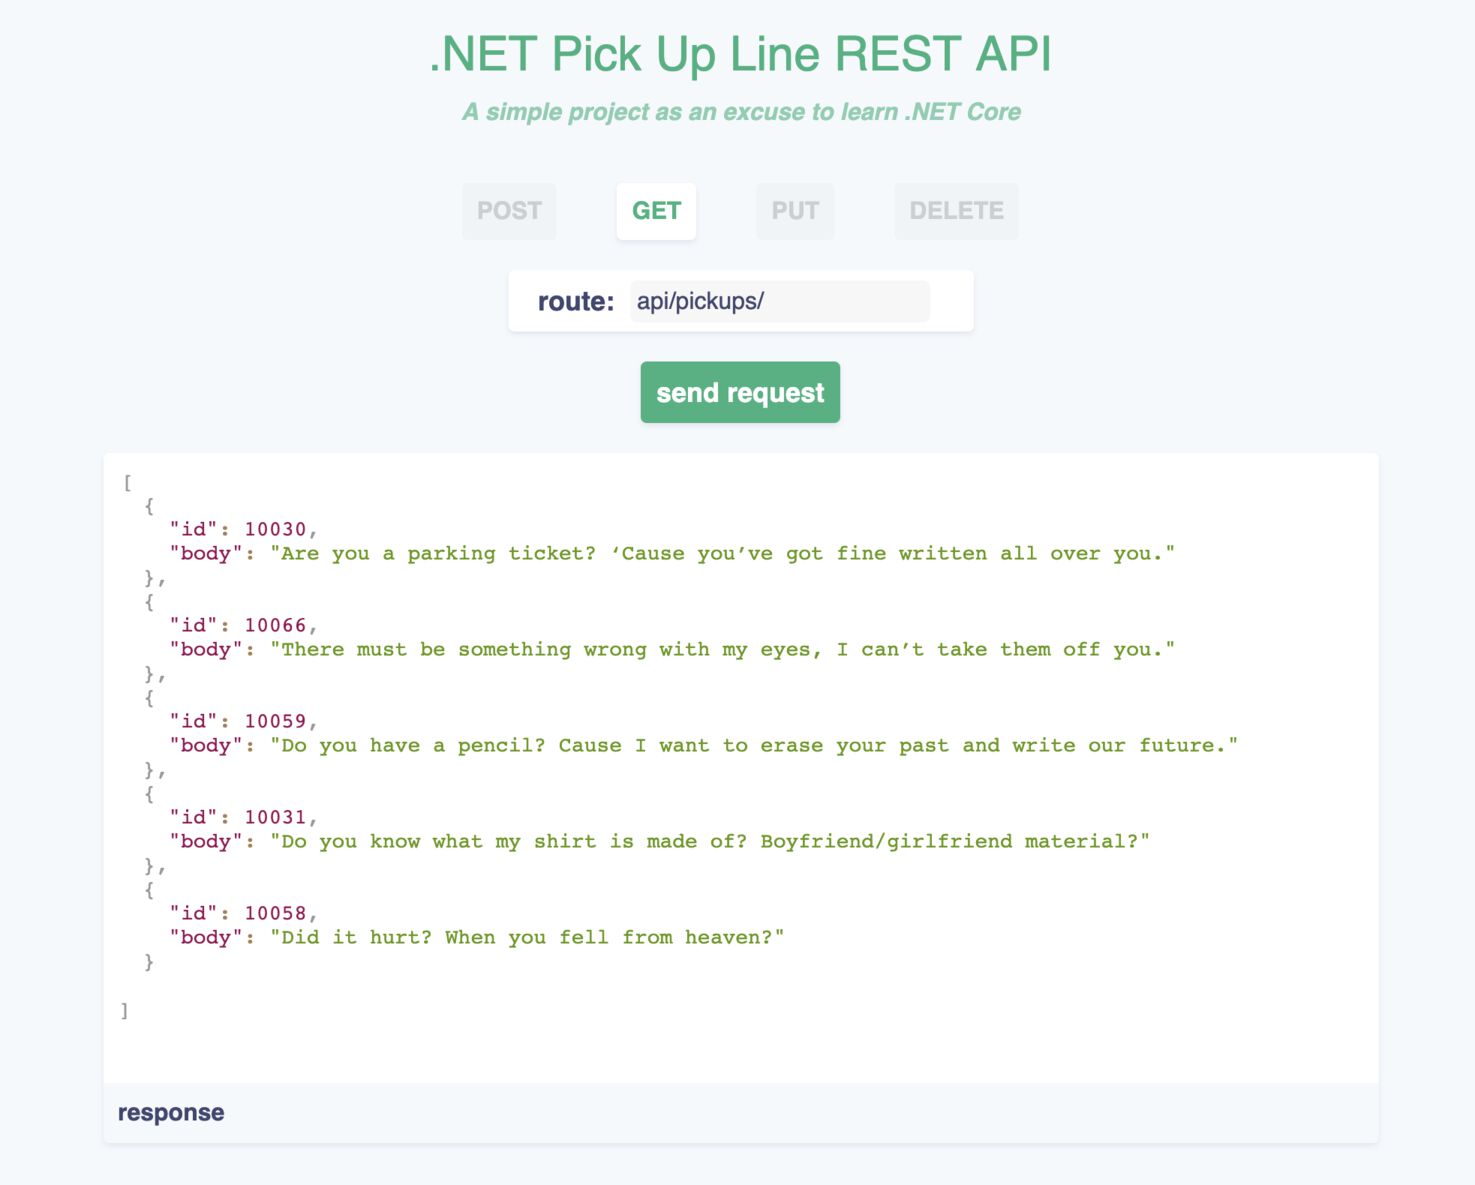 .NET Pick Up Line REST API
A simple project as an excuse to learn .NET Core
POST GET PUT DELETE
route: api/pickups/
send request
[
{
"id": 10030,
"body": "Are you a parking ticket? ‘Cause you’ve got fine written all over you."
},
{
"id": 10066,
"body": "There must be something wrong with my eyes, I can’t take them off you."
},
{
"id": 10059,
"body": "Do you have a pencil? Cause I want to erase your past and write our future."
},
{
"id": 10031,
"body": "Do you know what my shirt is made of? Boyfriend/girlfriend material?"
},
{
"id": 10058,
"body": "Did it hurt? When you fell from heaven?"
}
]
response